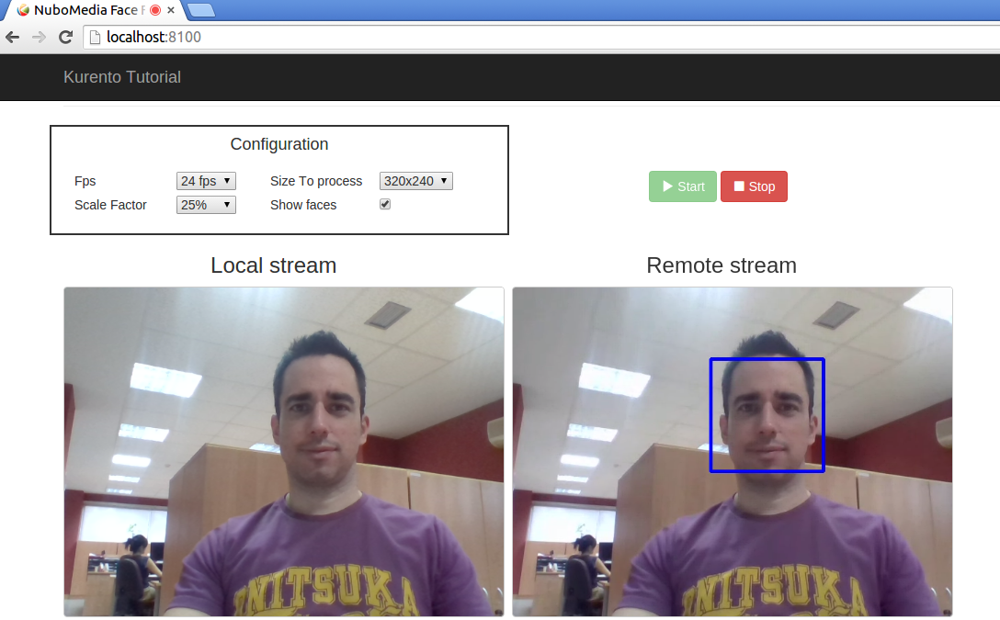 NuboMedia Face
localhost:8100
Kurento Tutorial
Configuration
Fps 24 fps Size To process 320x240
Scale Factor 25% Show faces
Start Stop
Local stream Remote stream
NITSUKA NITSUKA